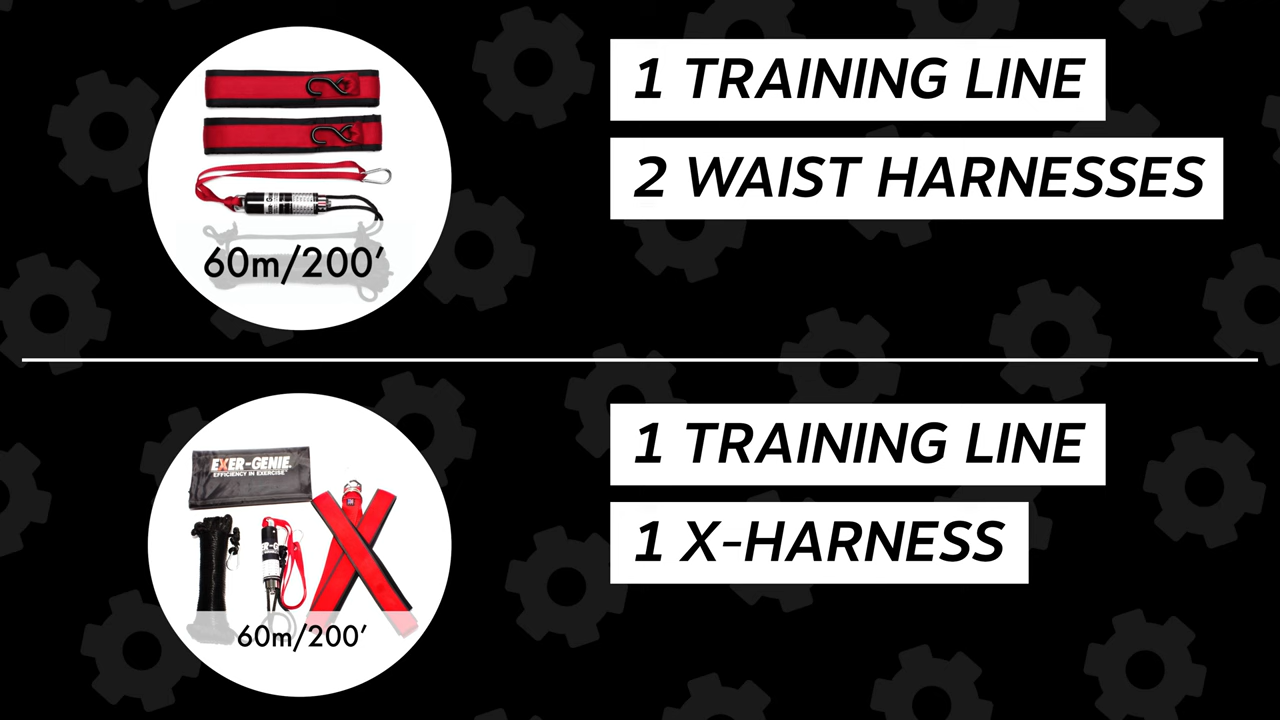 1 TRAINING LINE
2 WAIST HARNESSES
60m/200′
1 TRAINING LINE
1 X-HARNESS
EXER-GENIE
EFFICIENCY IN EXERCISE
60m/200′